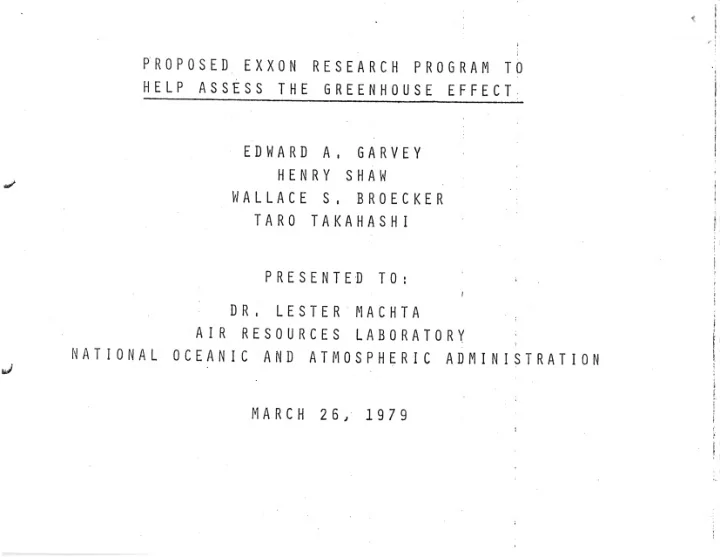 PROPOSED EXXON RESEARCH PROGRAM TO
HELP ASSESS THE GREENHOUSE EFFECT
EDWARD A. GARVEY
HENRY SHAW
WALLACE S. BROECKER
TARO TAKAHASHI
PRESENTED TO:
DR. LESTER MACHTA
AIR RESOURCES LABORATORY
NATIONAL OCEANIC AND ATMOSPHERIC ADMINISTRATION
MARCH 26, 1979